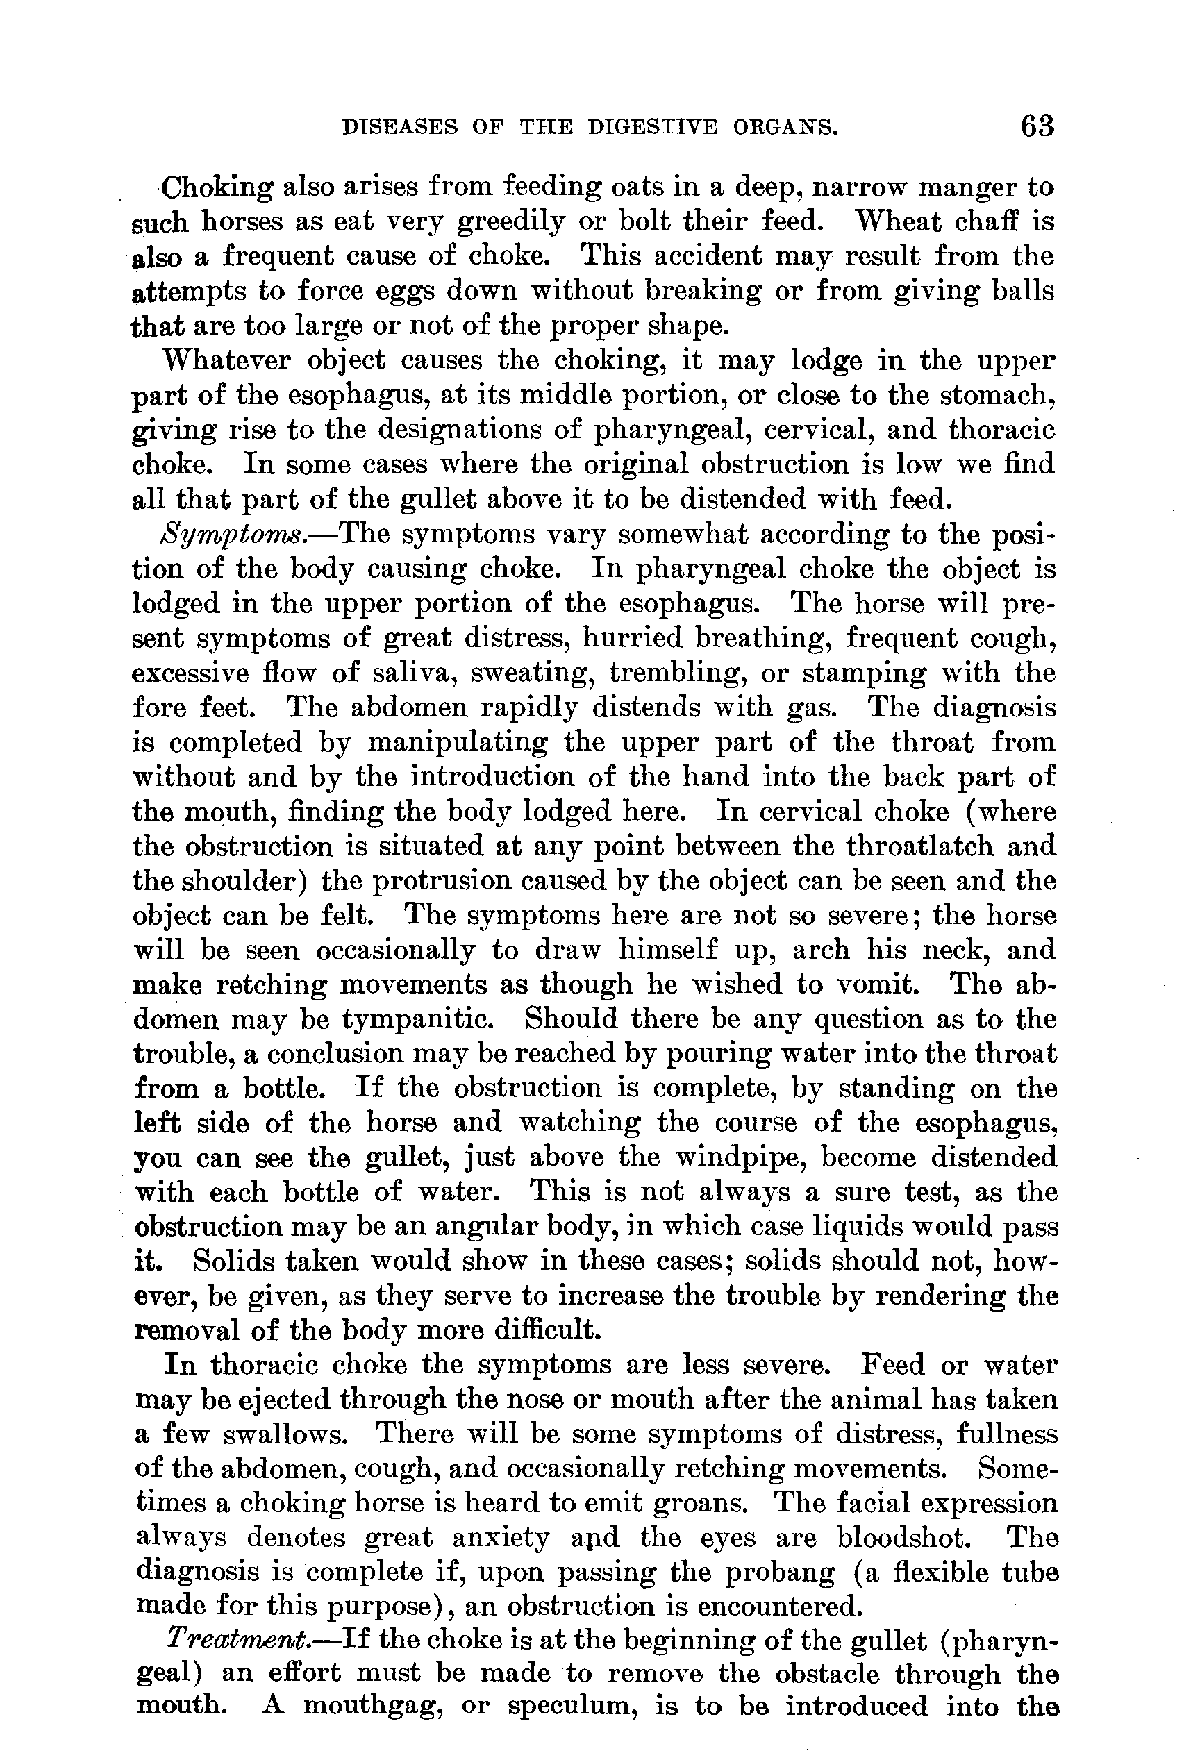 DISEASES OF THE DIGESTIVE ORGANS. 63
Choking also arises from feeding oats in a deep, narrow manger to
such horses as eat very greedily or bolt their feed. Wheat chaff is
also a frequent cause of choke. This accident may result from the
attempts to force eggs down without breaking or from giving balls
that are too large or not of the proper shape.
Whatever object causes the choking, it may lodge in the upper
part of the esophagus, at its middle portion, or close to the stomach,
giving rise to the designations of pharyngeal, cervical, and thoracic
choke. In some cases where the original obstruction is low we find
all that part of the gullet above it to be distended with feed.
Symptoms.—The symptoms vary somewhat according to the posi-
tion of the body causing choke. In pharyngeal choke the object is
lodged in the upper portion of the esophagus. The horse will pre-
sent symptoms of great distress, hurried breathing, frequent cough,
excessive flow of saliva, sweating, trembling, or stamping with the
fore feet. The abdomen rapidly distends with gas. The diagnosis
is completed by manipulating the upper part of the throat from
without and by the introduction of the hand into the back part of
the mouth, finding the body lodged here. In cervical choke (where
the obstruction is situated at any point between the throatlatch and
the shoulder) the protrusion caused by the object can be seen and the
object can be felt. The symptoms here are not so severe; the horse
will be seen occasionally to draw himself up, arch his neck, and
make retching movements as though he wished to vomit. The ab-
domen may be tympanitic. Should there be any question as to the
trouble, a conclusion may be reached by pouring water into the throat
from a bottle. If the obstruction is complete, by standing on the
left side of the horse and watching the course of the esophagus,
you can see the gullet, just above the windpipe, become distended
with each bottle of water. This is not always a sure test, as the
obstruction may be an angular body, in which case liquids would pass
it. Solids taken would show in these cases; solids should not, how-
ever, be given, as they serve to increase the trouble by rendering the
removal of the body more difficult.
In thoracic choke the symptoms are less severe. Feed or water
may be ejected through the nose or mouth after the animal has taken
a few swallows. There will be some symptoms of distress, fullness
of the abdomen, cough, and occasionally retching movements. Some-
times a choking horse is heard to emit groans. The facial expression
always denotes great anxiety and the eyes are bloodshot. The
diagnosis is complete if, upon passing the probang (a flexible tube
made for this purpose), an obstruction is encountered.
Treatment.—If the choke is at the beginning of the gullet (pharyn-
geal) an effort must be made to remove the obstacle through the
mouth. A mouthgag, or speculum, is to be introduced into the